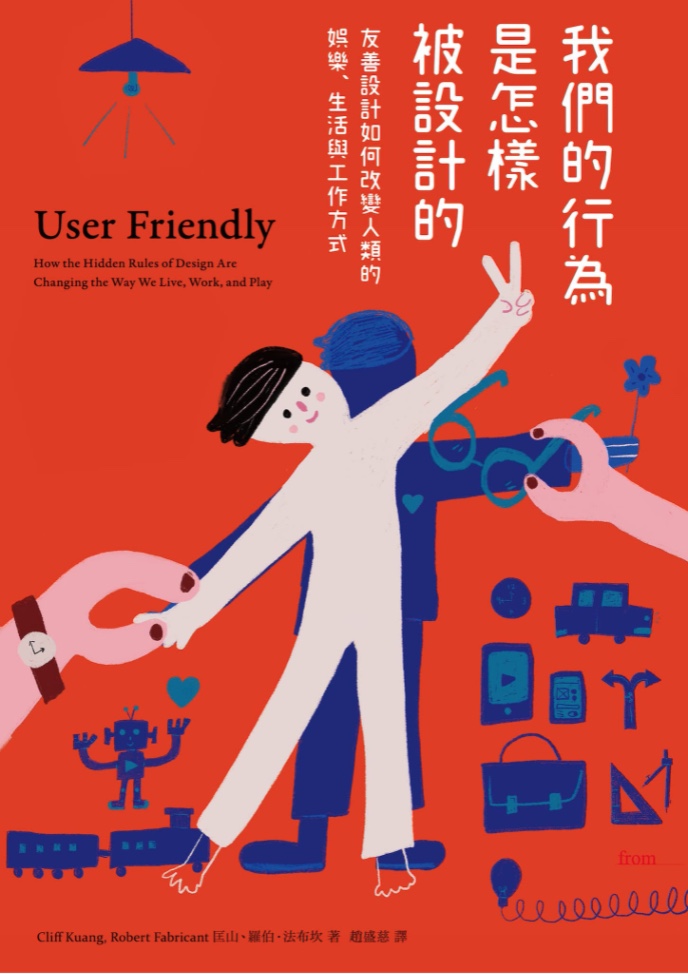 我們的行為
是怎樣
被設計的
友善設計如何改變人類的
娛樂、生活與工作方式
User Friendly
How the Hidden Rules of Design Are
Changing the Way We Live, Work, and Play
from
Cliff Kuang, Robert Fabricant 匡山、羅伯·法布坎 著 趙盛慈 譯